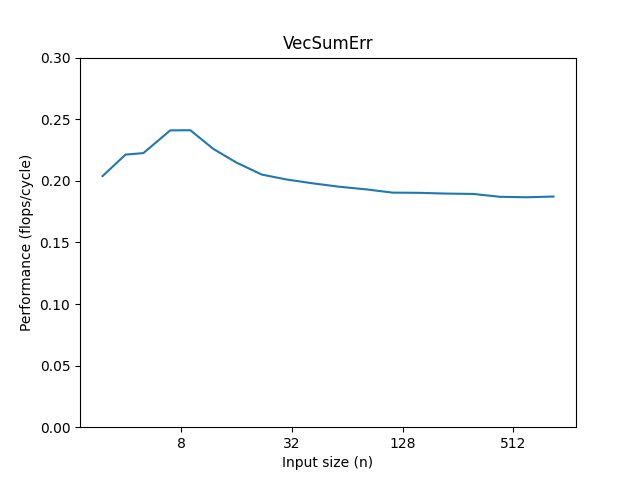 VecSumErr
0.30
0.25
0.20
0.15
0.10
0.05
0.00
Performance (flops/cycle)
8 32 128 512
Input size (n)